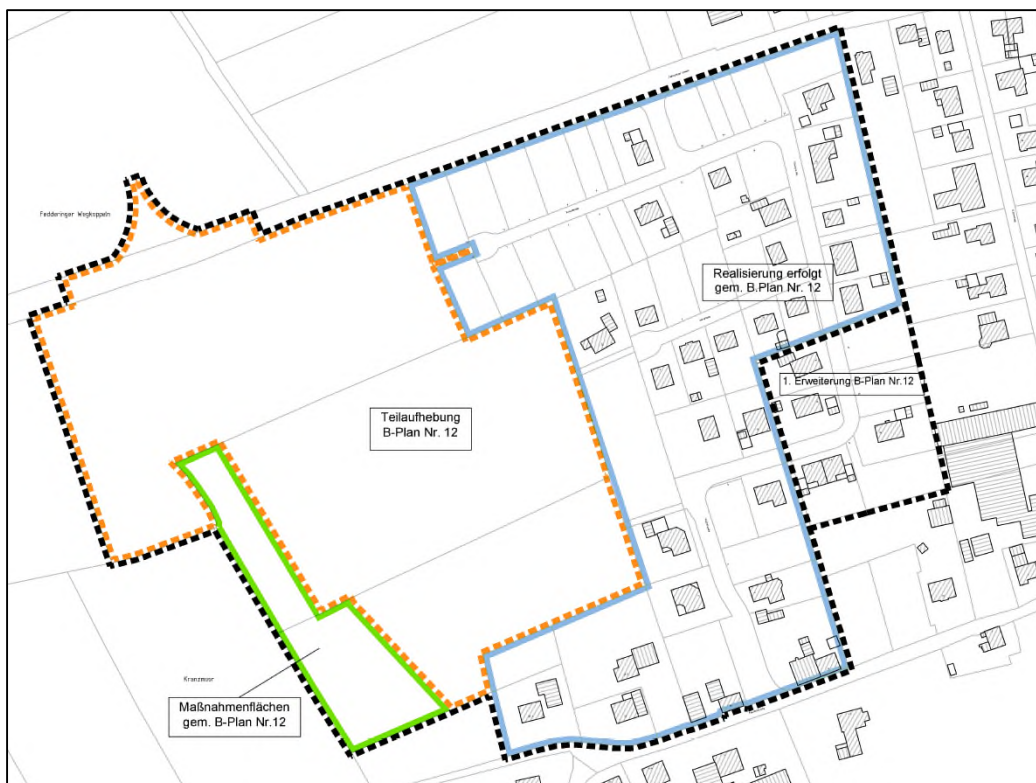 Fedderinger Wegkoppeln
Realisierung erfolgt
gem. B.Plan Nr. 12
1. Erweiterung B-Plan Nr.12
Teilaufhebung
B-Plan Nr. 12
Kranzmoor
Maßnahmenflächen
gem. B-Plan Nr.12